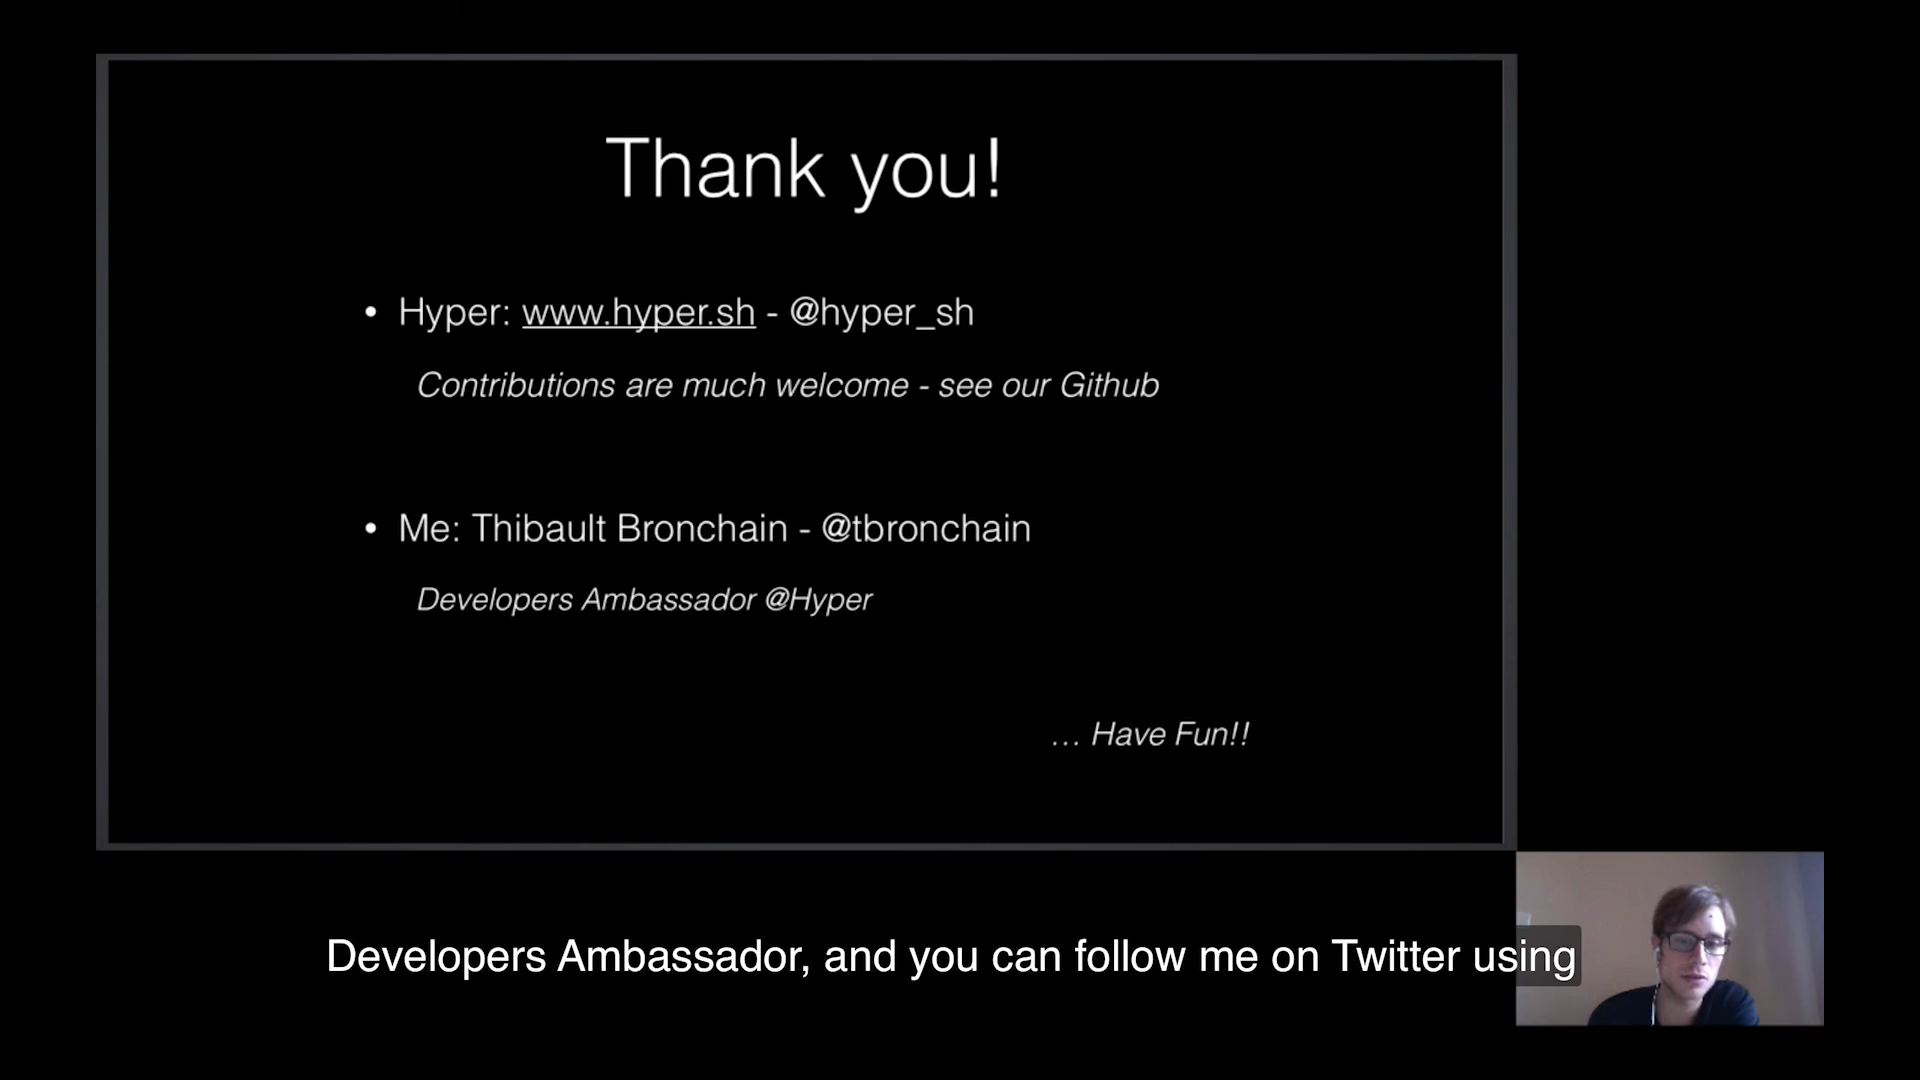 Thank you!
• Hyper: www.hyper.sh - @hyper_sh
Contributions are much welcome - see our Github
• Me: Thibault Bronchain - @tbronchain
Developers Ambassador @Hyper
… Have Fun!!
Developers Ambassador, and you can follow me on Twitter using